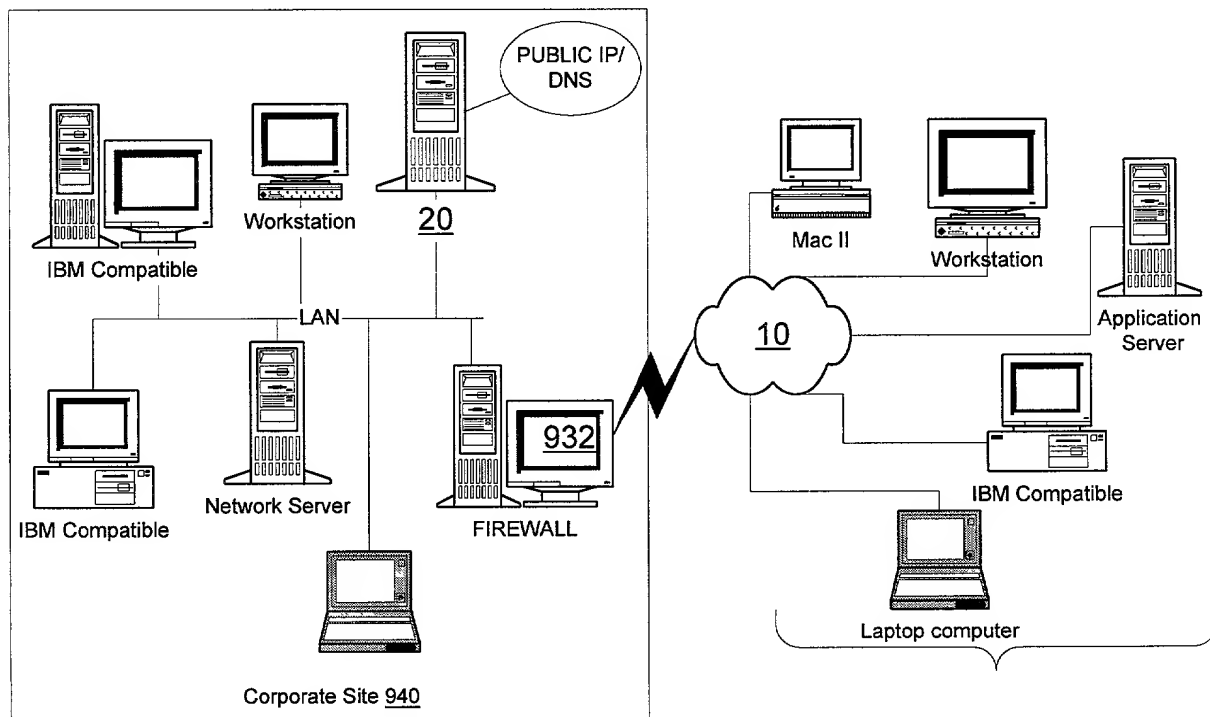 PUBLIC IP/
DNS
IBM Compatible
Workstation
20
LAN
Mac II
Workstation
Application
Server
10
IBM Compatible
Network Server
932
FIREWALL
IBM Compatible
Laptop computer
Corporate Site 940